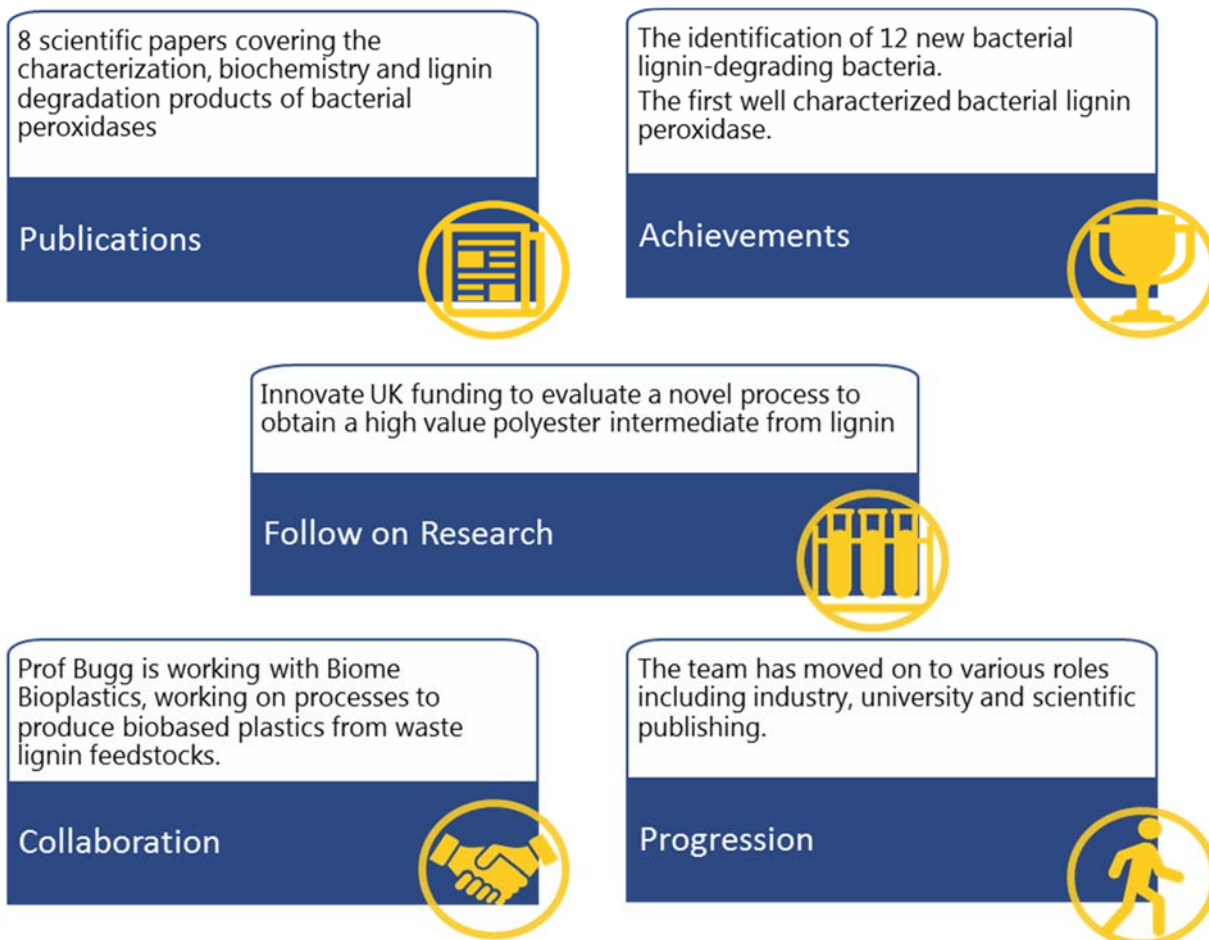 8 scientific papers covering the
characterization, biochemistry and lignin
degradation products of bacterial
peroxidases
Publications
The identification of 12 new bacterial
lignin-degrading bacteria.
The first well characterized bacterial lignin
peroxidase.
Achievements
Innovate UK funding to evaluate a novel process to
obtain a high value polyester intermediate from lignin
Follow on Research
Prof Bugg is working with Biome
Bioplastics, working on processes to
produce biobased plastics from waste
lignin feedstocks.
Collaboration
The team has moved on to various roles
including industry, university and scientific
publishing.
Progression